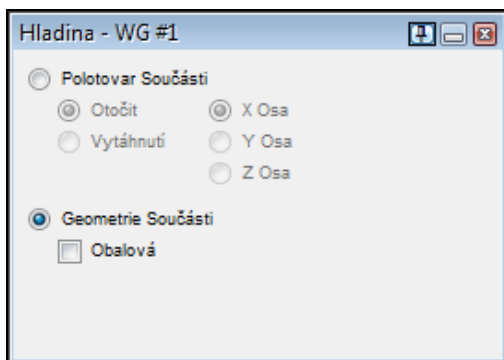 Hladina - WG #1
Polotovar Součásti
Otočit X Osa
Vytáhnutí Y Osa
Z Osa
Geometrie Součásti
Obalová